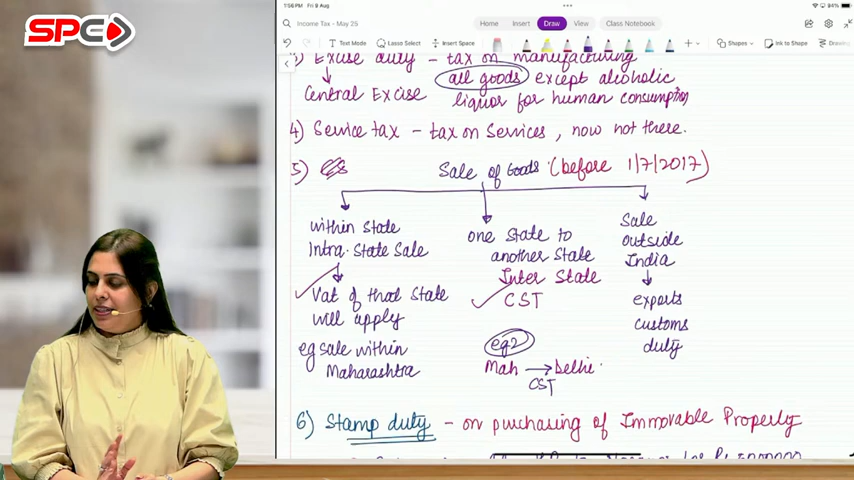 SPC
1:56 PM Fri 9 Aug
94%
Income Tax - May 25
Home Insert Draw View Class Notebook
Text Mode Lasso Select Insert Space Shapes Ink to Shape
3) Excise duty - tax on manufacturing
all goods except alcoholic
Central Excise liquor for human consumption
4) Service tax - tax on Services, now not there.
5) Sale of Goods (before 1/7/2017)
within State
Intra-State Sale
Vat of that State
will apply
eg sale within
Maharashtra
one State to
another State
Inter State
CST
eg2
Mah → Delhi
CST
Sale
outside
India
exports
customs
duty
6) Stamp duty - on purchasing of Immovable Property